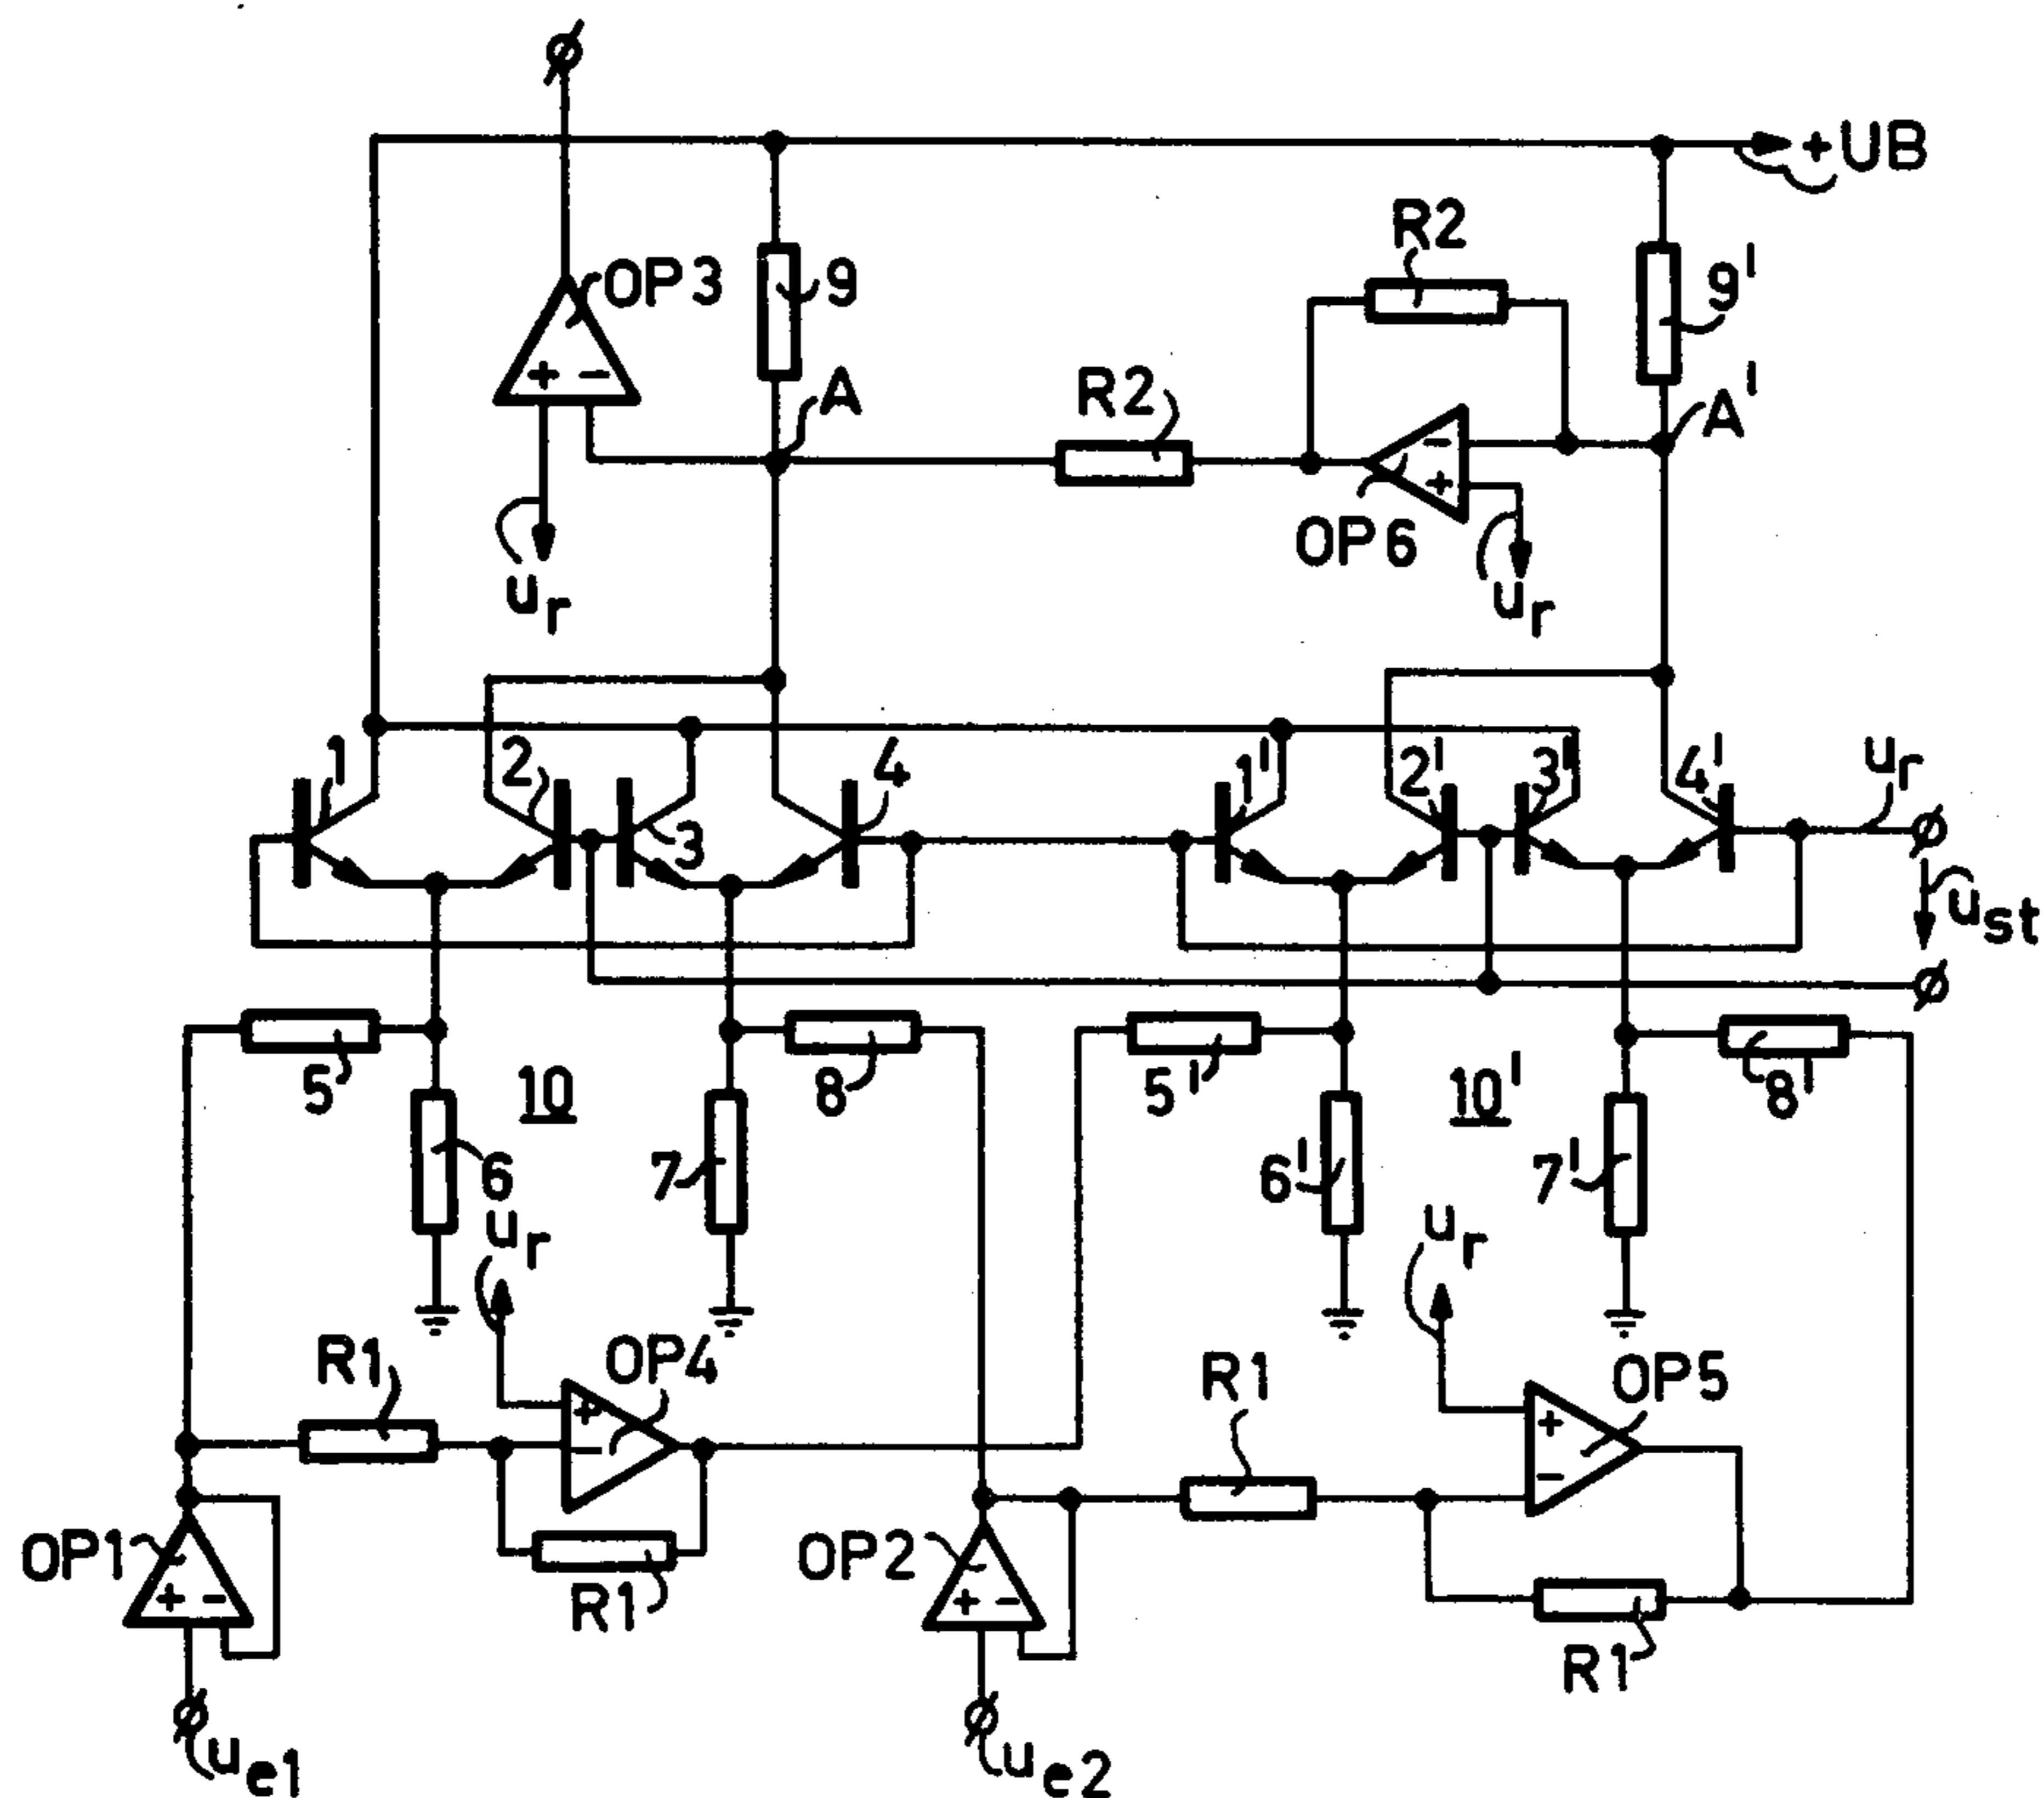 +UB
R2
OP3
9
9'
R2
A
A'
OP6
u_r
u_r
1
2
3
4
1'
2'
3'
4'
u_r
u_st
5
10
8
5'
10'
8'
6
7
6'
7'
u_r
u_r
R1
OP4
R1
OP5
OP1
R1
OP2
R1
u_e1
u_e2